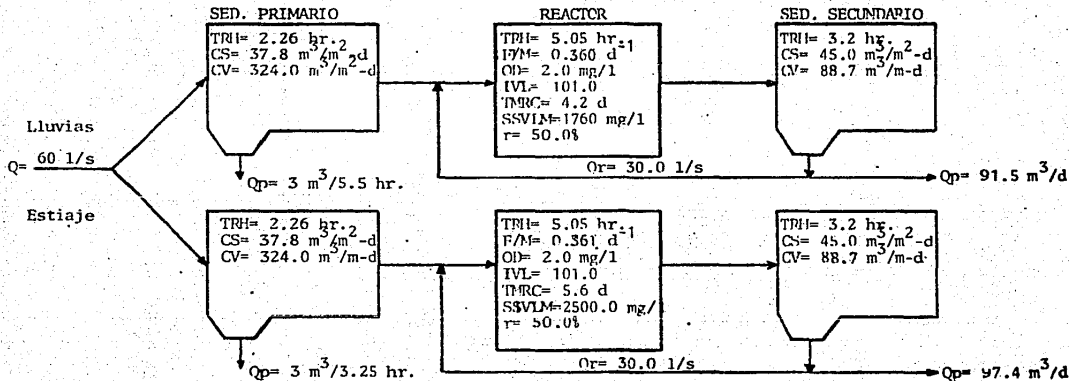 SED. PRIMARIO
REACTOR
SED. SECUNDARIO
TRH= 2.26 hr.
CS= 37.8 m³/m²-d
CV= 324.0 m³/m-d
TRH= 5.05 hr.
F/M= 0.360 d⁻¹
OD= 2.0 mg/l
IVL= 101.0
TMRC= 4.2 d
SSVLM=1760 mg/l
r= 50.0%
TRH= 3.2 hr.
CS= 45.0 m³/m²-d
CV= 88.7 m³/m-d
Lluvias
Q= 60 l/s
Estiaje
Qp= 3 m³/5.5 hr.
Qr= 30.0 l/s
Qp= 91.5 m³/d
TRH= 2.26 hr.
CS= 37.8 m³/m²-d
CV= 324.0 m³/m-d
TRH= 5.05 hr.
F/M= 0.361 d⁻¹
OD= 2.0 mg/l
IVL= 101.0
TMRC= 5.6 d
SSVLM=2500.0 mg/
r= 50.0%
TRH= 3.2 hr.
CS= 45.0 m³/m²-d
CV= 88.7 m³/m-d
Qp= 3 m³/3.25 hr.
Qr= 30.0 l/s
Qp= 97.4 m³/d